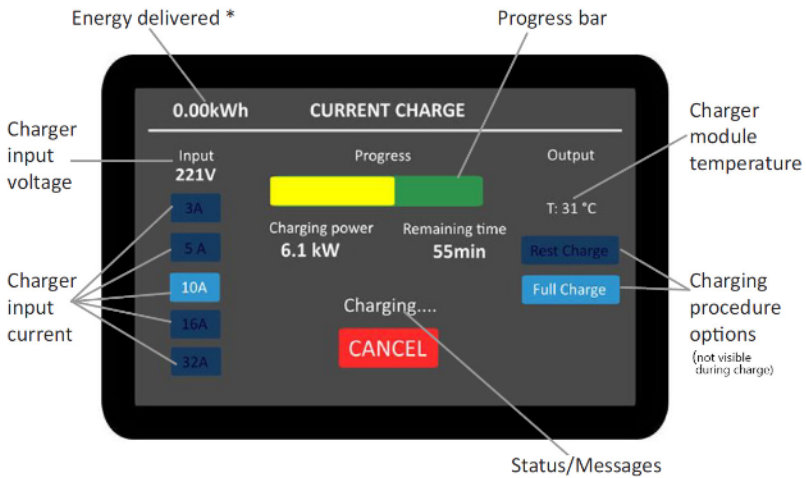 Energy delivered *
Progress bar
0.00kWh
CURRENT CHARGE
Charger
input
voltage
Charger
module
temperature
Input
221V
Progress
Output
T: 31 °C
3A
5 A
10A
16A
32A
Charging power
6.1 kW
Remaining time
55min
Rest Charge
Full Charge
Charger
input
current
Charging
procedure
options
(not visible
during charge)
Charging....
CANCEL
Status/Messages